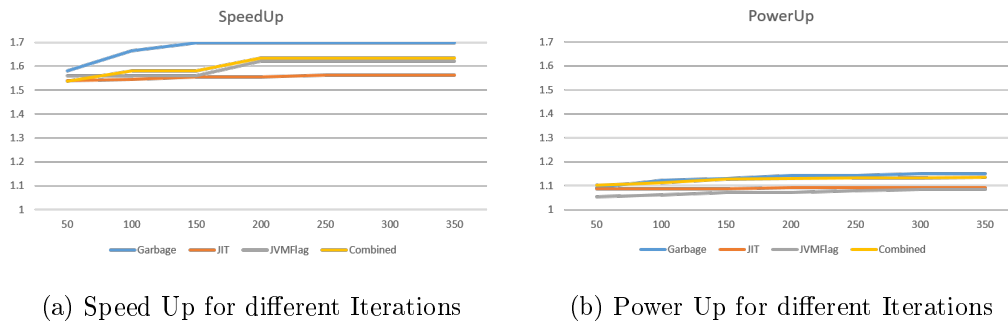 SpeedUp
1.7
1.6
1.5
1.4
1.3
1.2
1.1
1
50 100 150 200 250 300 350
Garbage JIT JVMFlag Combined
(a) Speed Up for different Iterations
PowerUp
1.7
1.6
1.5
1.4
1.3
1.2
1.1
1
50 100 150 200 250 300 350
Garbage JIT JVMFlag Combined
(b) Power Up for different Iterations